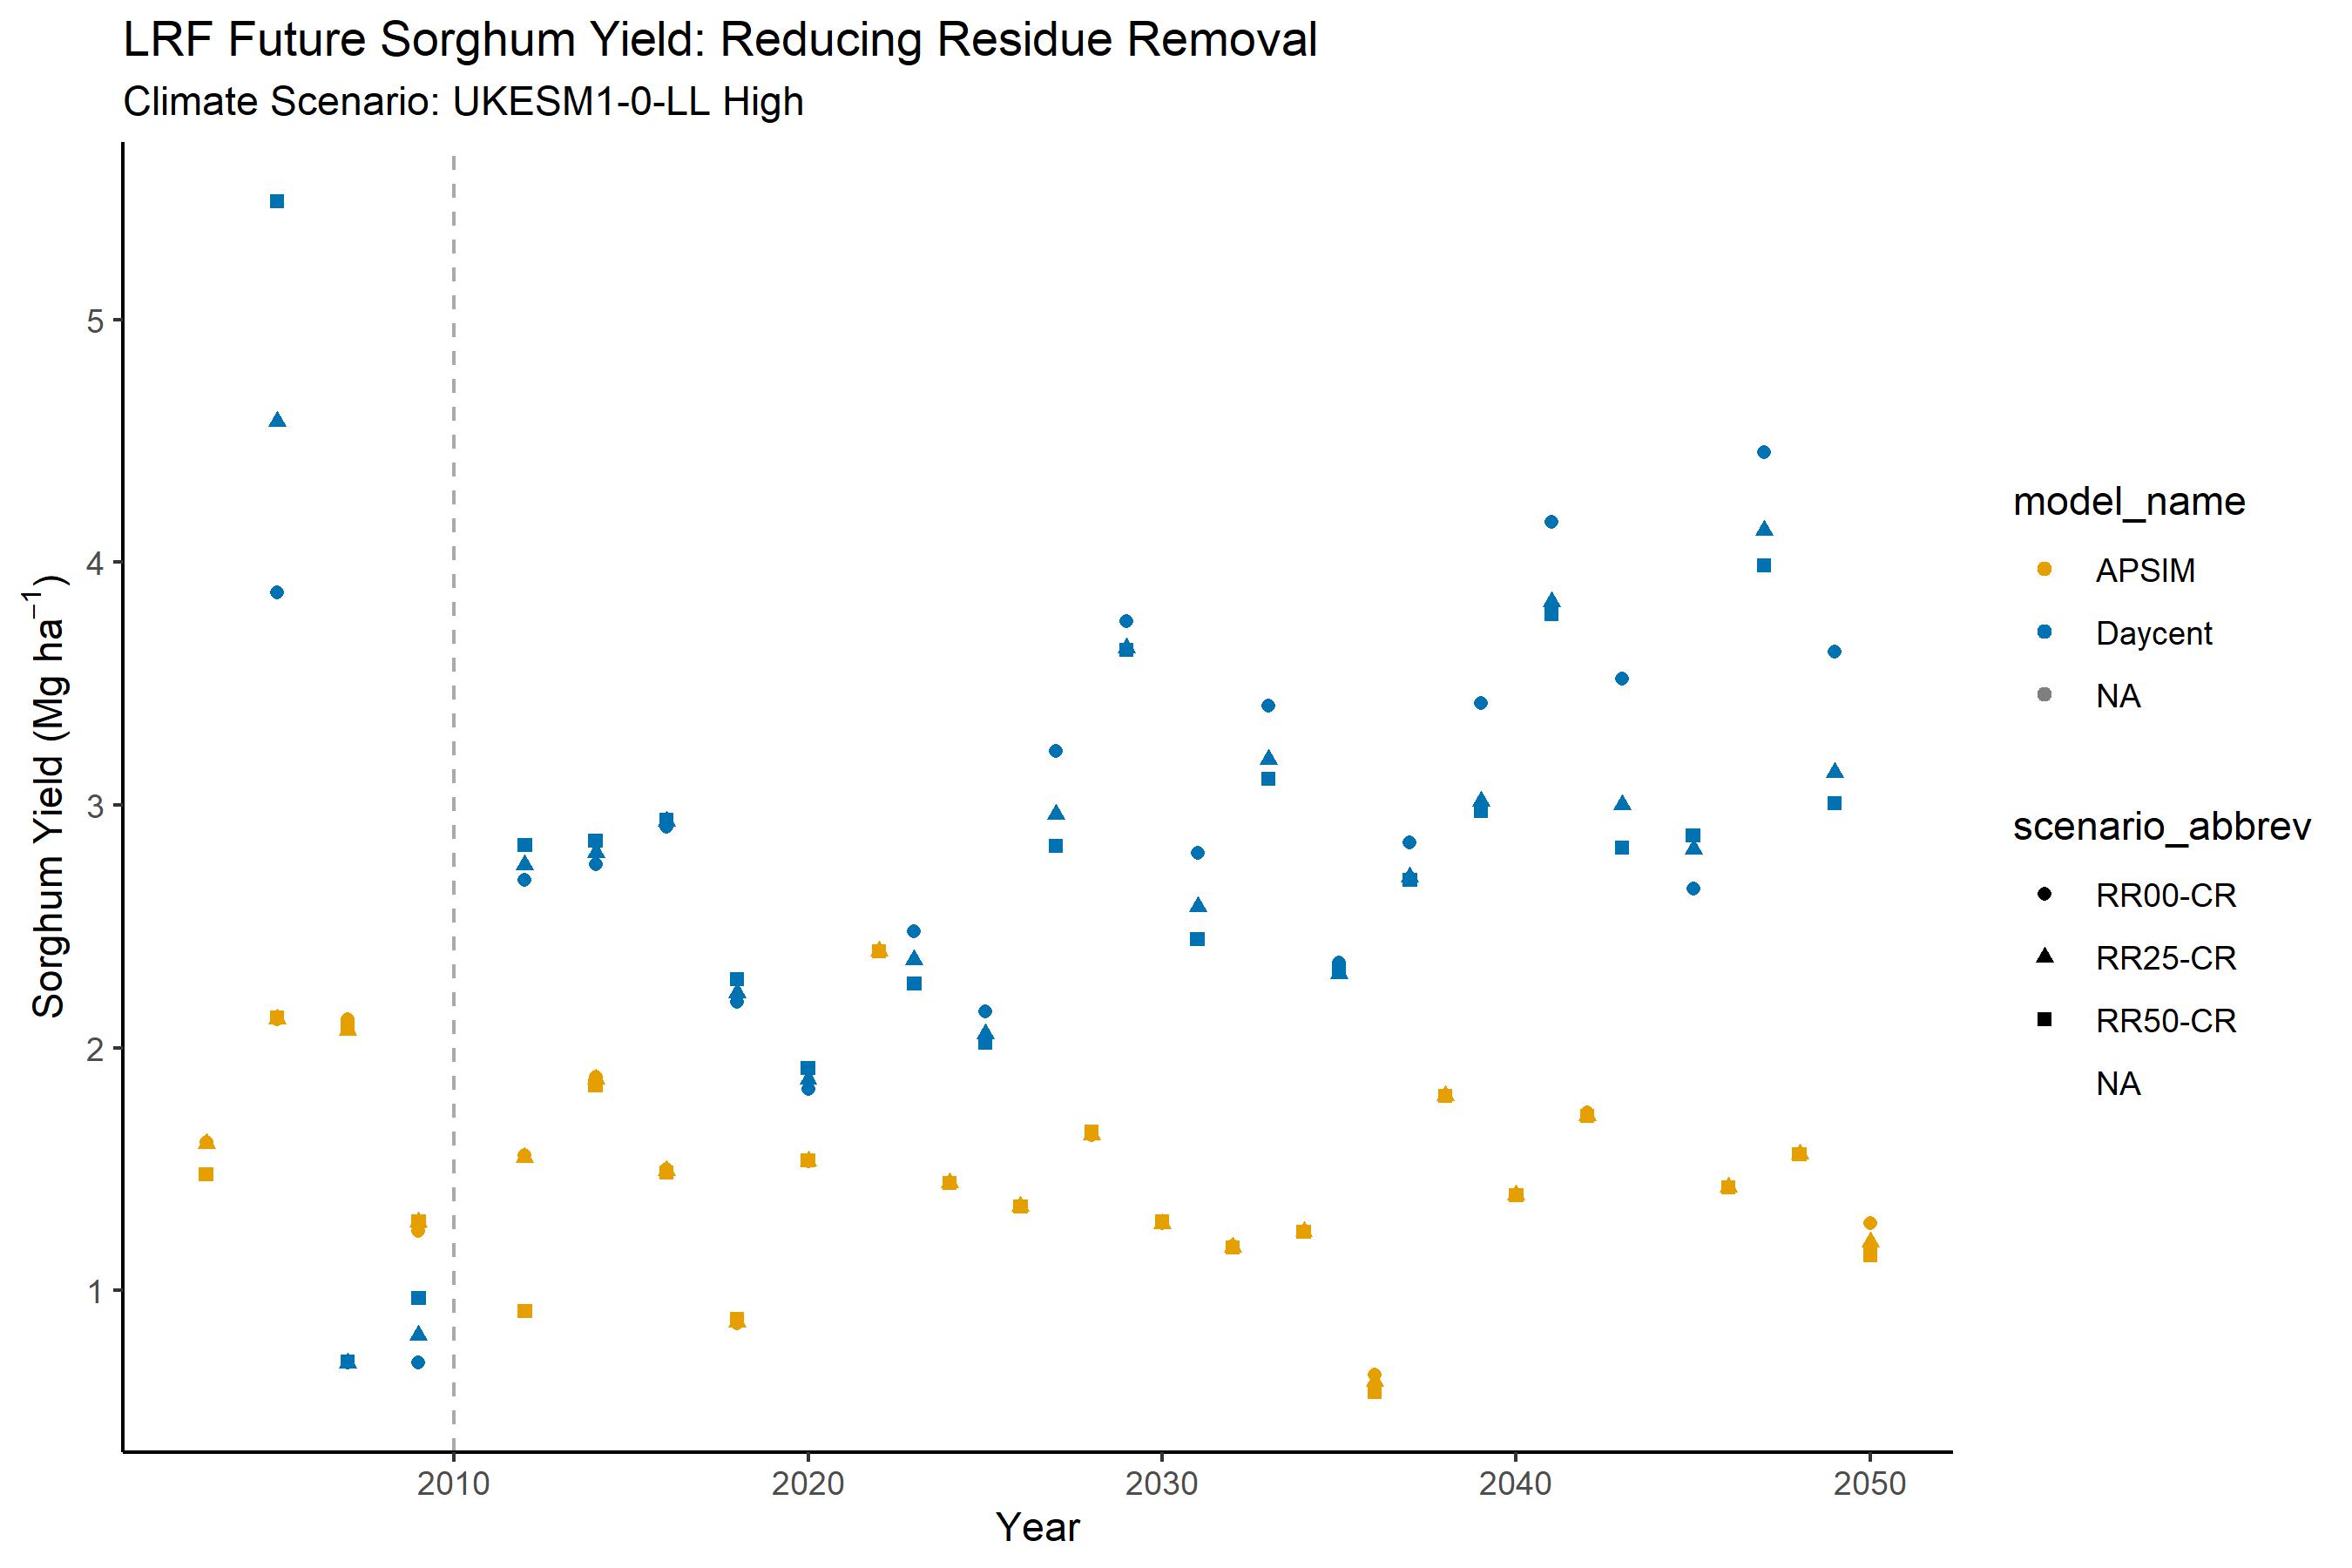 LRF Future Sorghum Yield: Reducing Residue Removal
Climate Scenario: UKESM1-0-LL High
Sorghum Yield (Mg ha⁻¹)
5
4
3
2
1
2010
2020
2030
2040
2050
Year
model_name
APSIM
Daycent
NA
scenario_abbrev
RR00-CR
RR25-CR
RR50-CR
NA